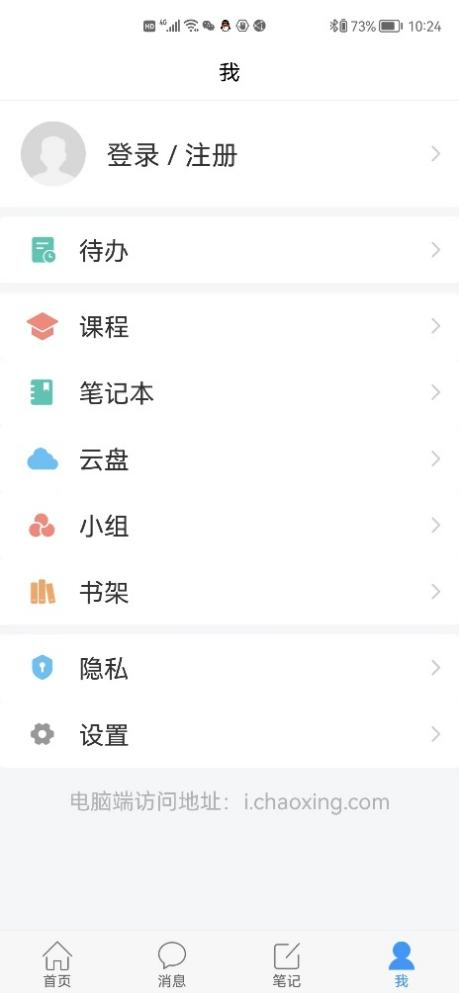 HD 4G 73% 10:24
我
登录 / 注册
待办
课程
笔记本
云盘
小组
书架
隐私
设置
电脑端访问地址：i.chaoxing.com
首页 消息 笔记 我